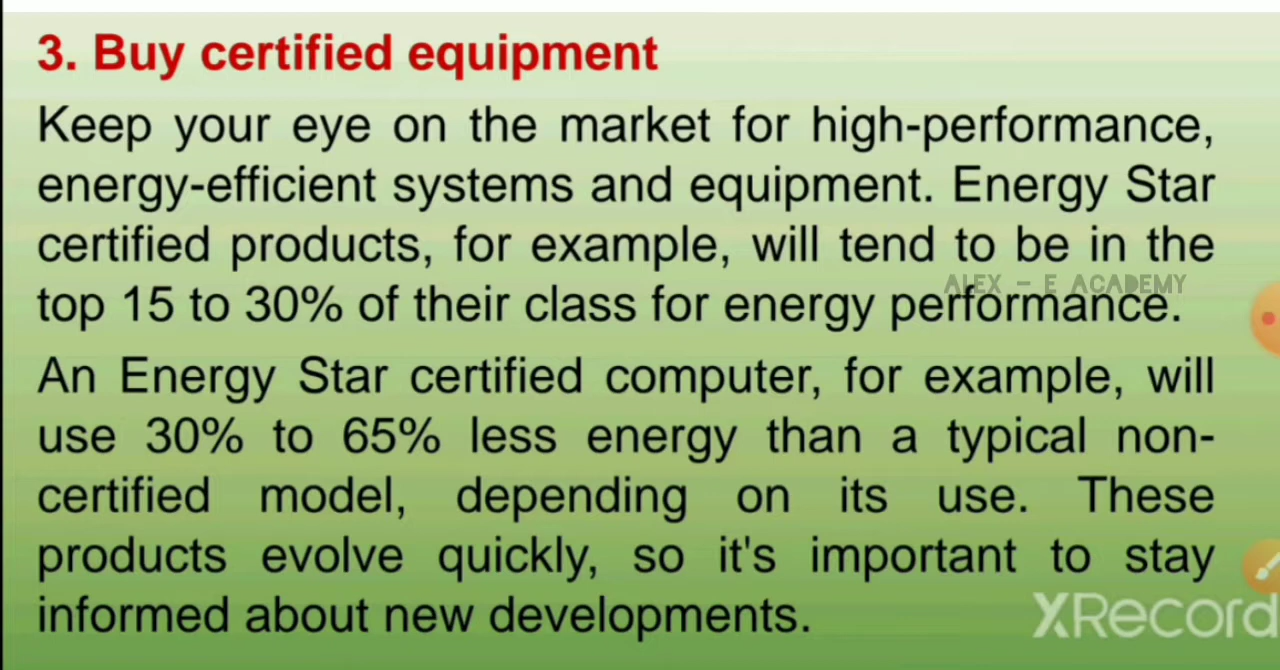 3. Buy certified equipment
Keep your eye on the market for high-performance,
energy-efficient systems and equipment. Energy Star
certified products, for example, will tend to be in the
ALEX - E ACADEMY
top 15 to 30% of their class for energy performance.
An Energy Star certified computer, for example, will
use 30% to 65% less energy than a typical non-
certified model, depending on its use. These
products evolve quickly, so it's important to stay
informed about new developments.
XRecord